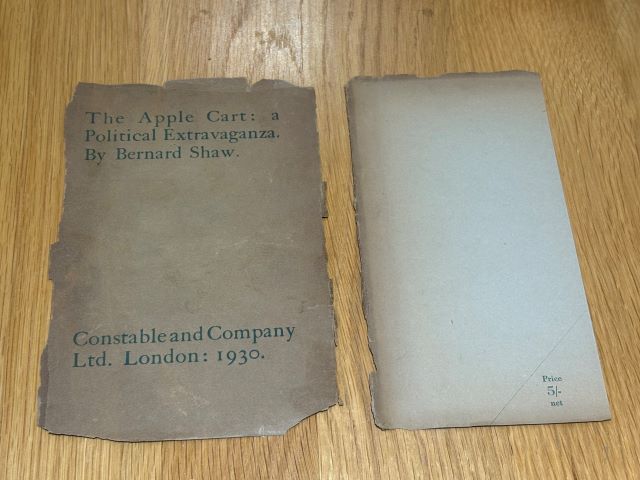 The Apple Cart: a
Political Extravaganza.
By Bernard Shaw.
Constable and Company
Ltd. London: 1930.
Price
5/-
net